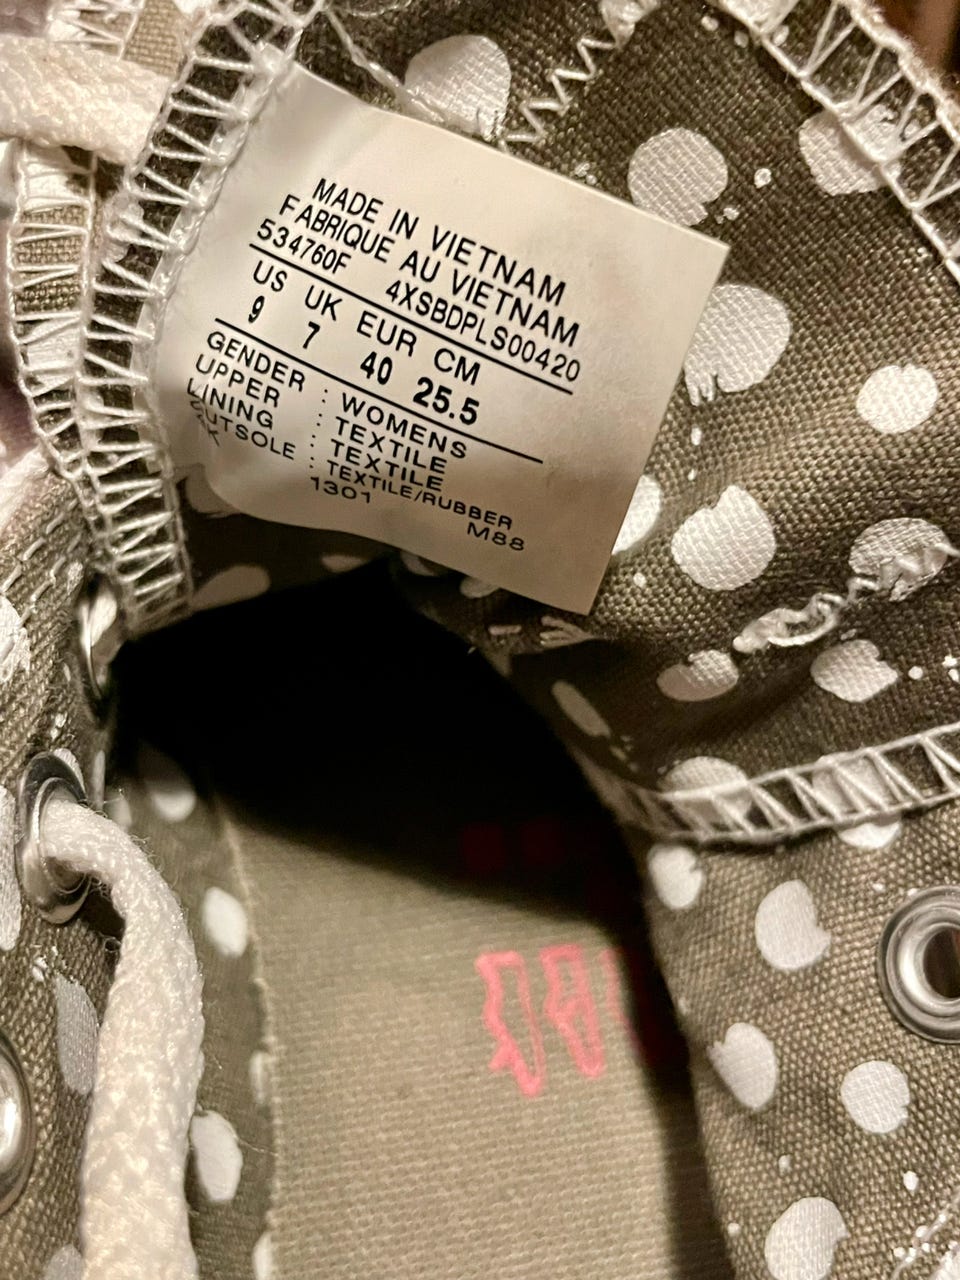 MADE IN VIETNAM
FABRIQUE AU VIETNAM
534760F 4XSBDPLS00420
US UK EUR CM
9 7 40 25.5
GENDER : WOMENS
UPPER : TEXTILE
LINING : TEXTILE
OUTSOLE : TEXTILE/RUBBER
1301 M88